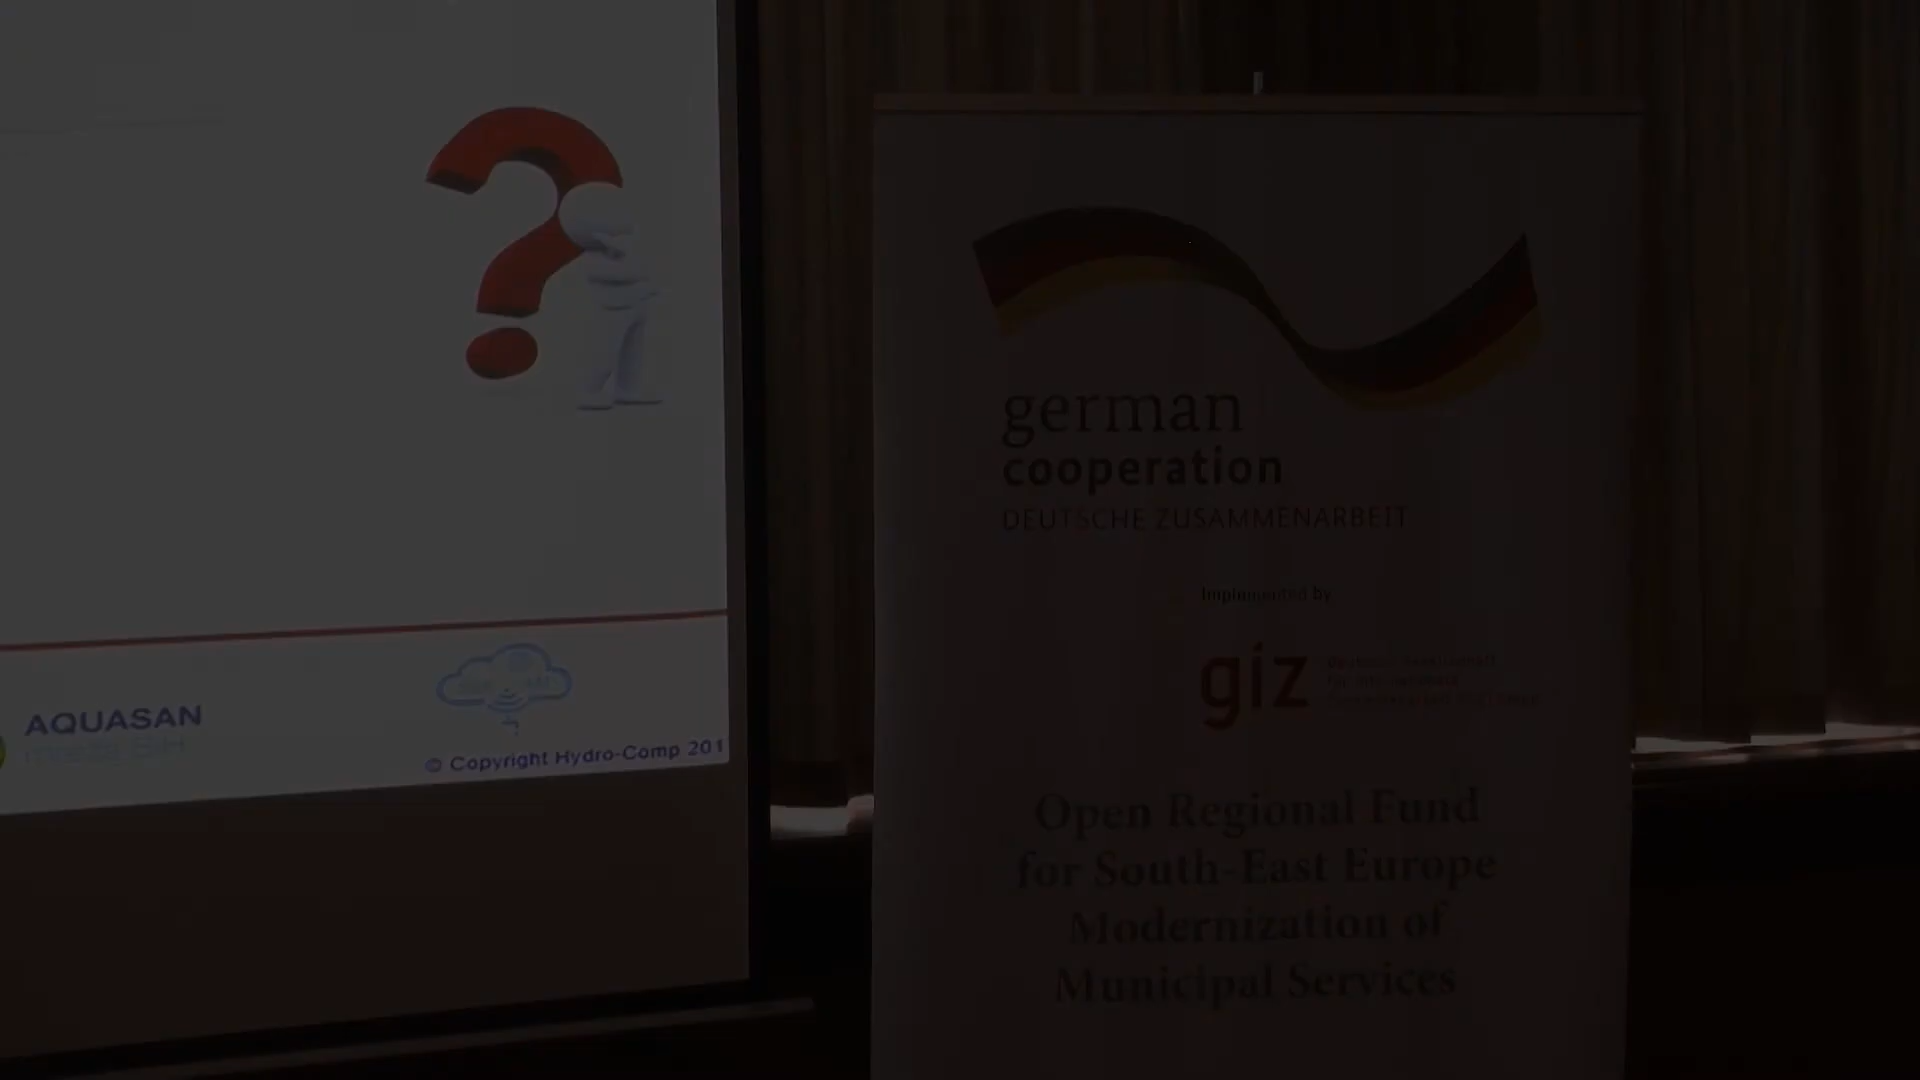 AQUASAN
© Copyright Hydro-Comp 201
german
cooperation
DEUTSCHE ZUSAMMENARBEIT
Implemented by
giz
Open Regional Fund
for South-East Europe
Modernization of
Municipal Services